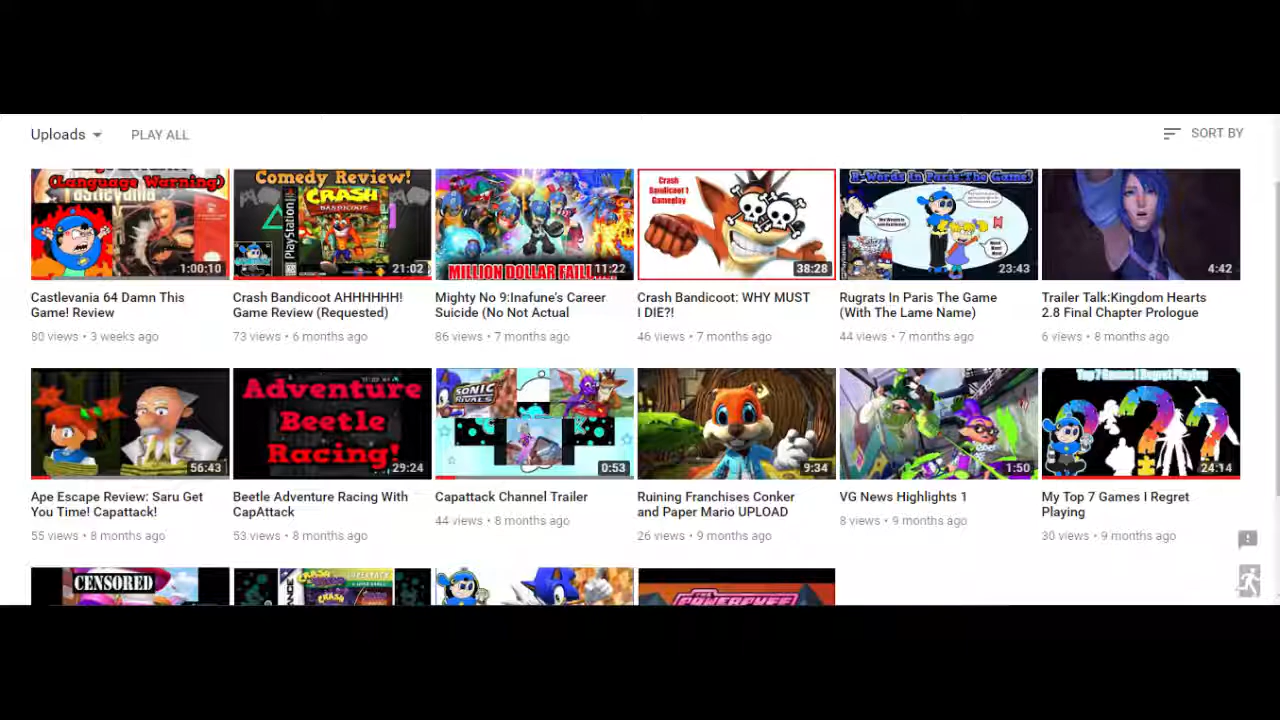 Uploads PLAY ALL SORT BY
(Language Warning)
1:00:10
Comedy Review!
PlayStation
CRASH
BANDICOOT
21:02
MILLION DOLLAR FAILU
11:22
Crash
Bandicoot 1
Gameplay
38:28
R-Words In Paris The Game!
23:43
4:42
Castlevania 64 Damn This
Game! Review
80 views • 3 weeks ago
Crash Bandicoot AHHHHHH!
Game Review (Requested)
73 views • 6 months ago
Mighty No 9:Inafune's Career
Suicide (No Not Actual
86 views • 7 months ago
Crash Bandicoot: WHY MUST
I DIE?!
46 views • 7 months ago
Rugrats In Paris The Game
(With The Lame Name)
44 views • 7 months ago
Trailer Talk:Kingdom Hearts
2.8 Final Chapter Prologue
6 views • 8 months ago
56:43
Adventure
Beetle
Racing!
29:24
SONIC
RIVALS
0:53
9:34
1:50
Top 7 Games I Regret Playing
24:14
Ape Escape Review: Saru Get
You Time! Capattack!
55 views • 8 months ago
Beetle Adventure Racing With
CapAttack
53 views • 8 months ago
Capattack Channel Trailer
44 views • 8 months ago
Ruining Franchises Conker
and Paper Mario UPLOAD
26 views • 9 months ago
VG News Highlights 1
8 views • 9 months ago
My Top 7 Games I Regret
Playing
30 views • 9 months ago
CENSORED
CRASH
THE
POWERPUFF